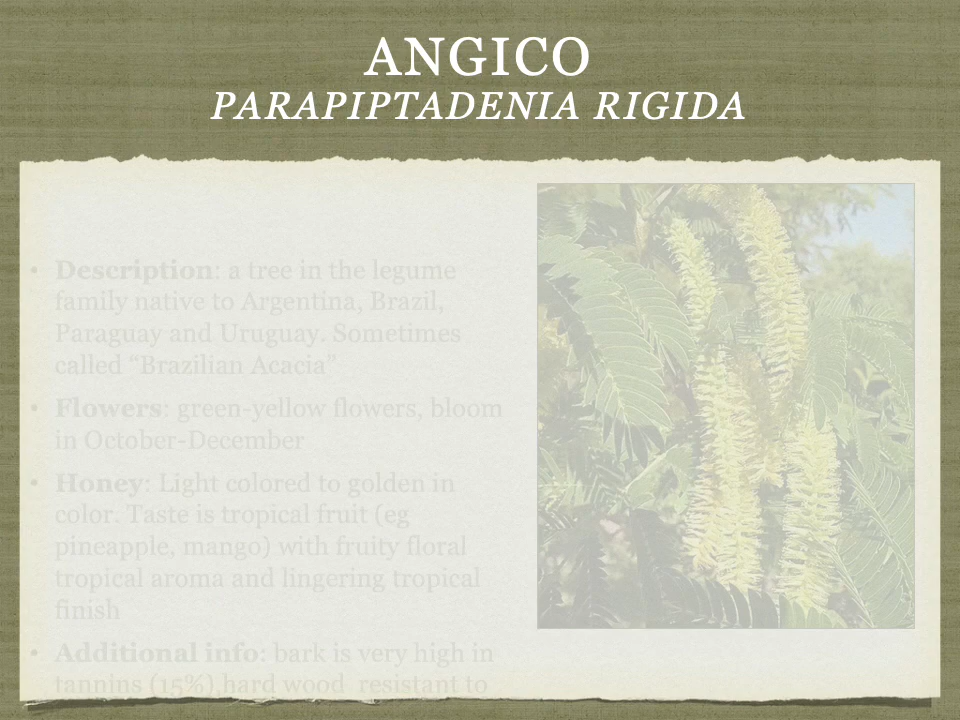 ANGICO
PARAPIPTADENIA RIGIDA
• Description: a tree in the legume
family native to Argentina, Brazil,
Paraguay and Uruguay. Sometimes
called “Brazilian Acacia”
• Flowers: green-yellow flowers, bloom
in October-December
• Honey: Light colored to golden in
color. Taste is tropical fruit (eg
pineapple, mango) with fruity floral
tropical aroma and lingering tropical
finish
• Additional info: bark is very high in
tannins (15%),hard wood  resistant to